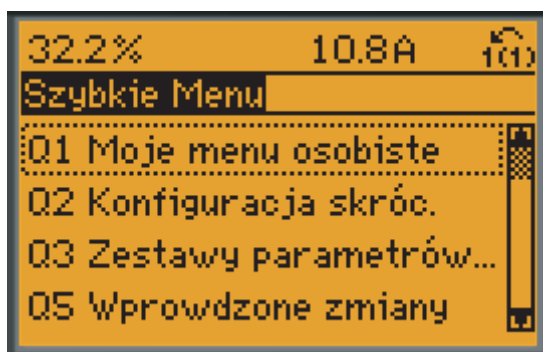 32.2% 10.8A 1(1)
Szybkie Menu
Q1 Moje menu osobiste
Q2 Konfiguracja skróc.
Q3 Zestawy parametrów...
Q5 Wprowdzone zmiany